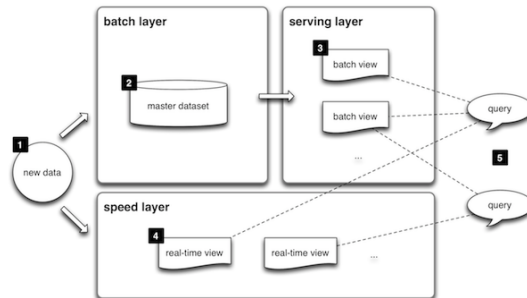 batch layer
serving layer
3
batch view
2
master dataset
query
batch view
1
5
...
new data
speed layer
query
4
real-time view
real-time view
...